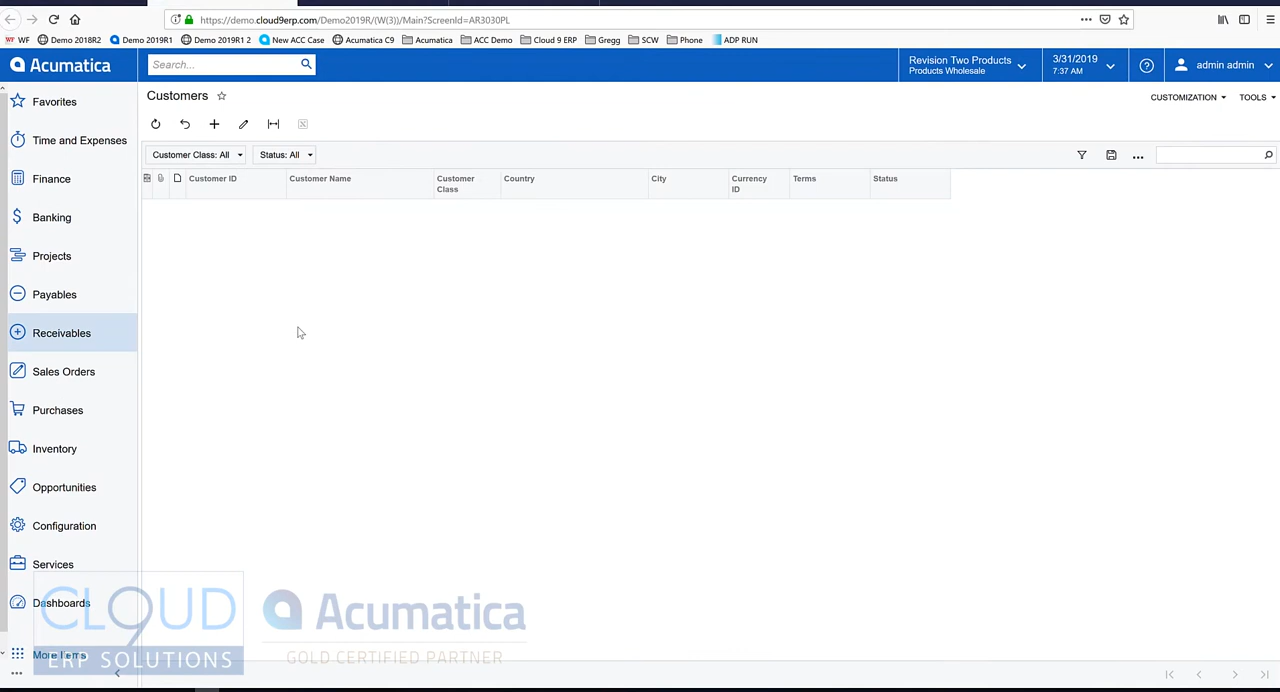 https://demo.cloud9erp.com/Demo2019R/(W(3))/Main?ScreenId=AR3030PL
WF WF Demo 2018R2 Demo 2019R1 Demo 2019R1 2 New ACC Case Acumatica C9 Acumatica ACC Demo Cloud 9 ERP Gregg SCW Phone ADP RUN
Acumatica
Search...
Revision Two Products
Products Wholesale
3/31/2019
7:37 AM
admin admin
Customers
CUSTOMIZATION TOOLS
Customer Class: All
Status: All
Customer ID
Customer Name
Customer
Class
Country
City
Currency
ID
Terms
Status
Favorites
Time and Expenses
Finance
Banking
Projects
Payables
Receivables
Sales Orders
Purchases
Inventory
Opportunities
Configuration
Services
Dashboards
More Items
CLOUD9
ERP SOLUTIONS
Acumatica
GOLD CERTIFIED PARTNER